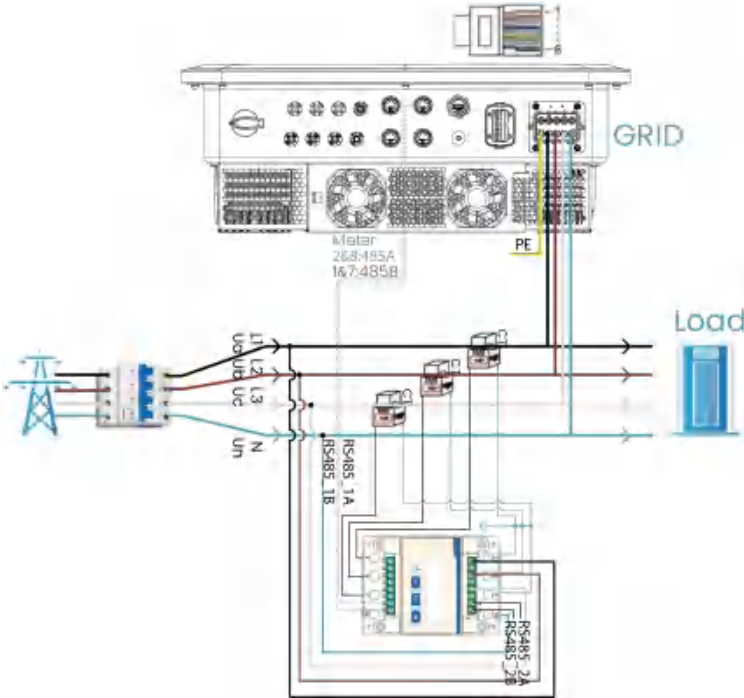 GRID
PE
Meter
2&8:485A
1&7:485B
Load
L1
Ua
L2
Ub
L3
Uc
N
Un
RS485_1A
RS485_1B
RS485_2A
RS485_2B